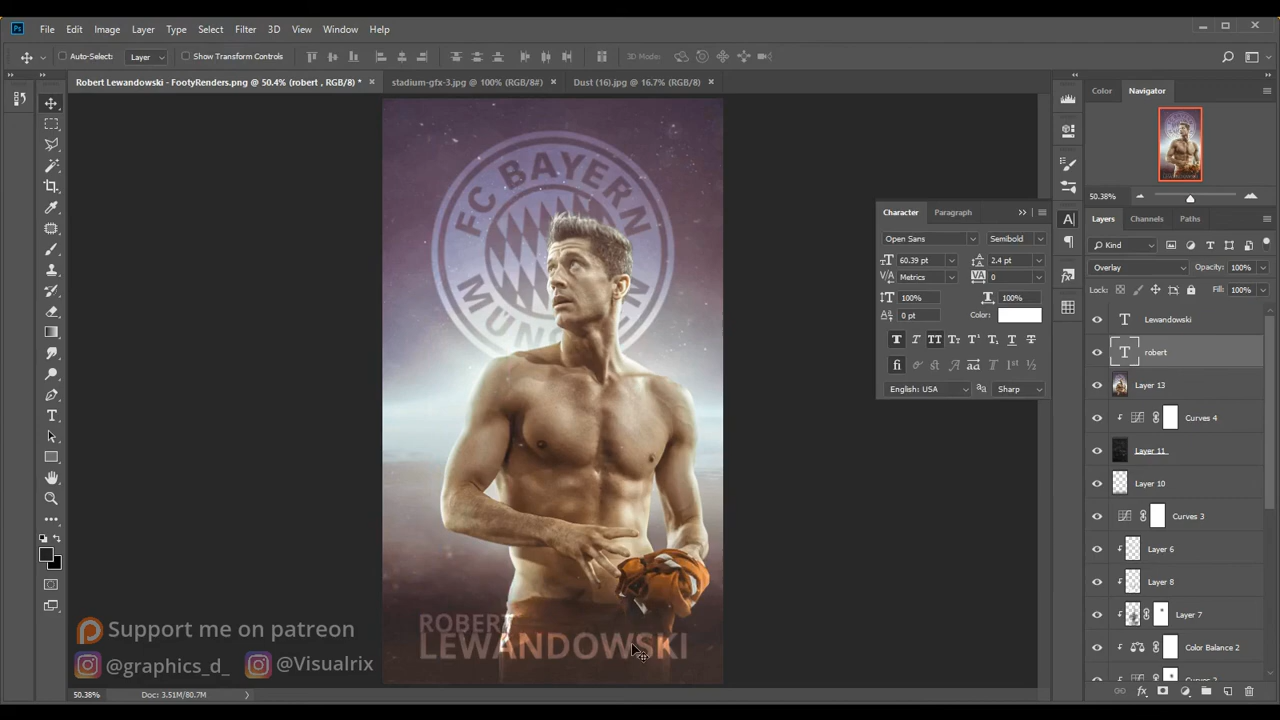 Ps File Edit Image Layer Type Select Filter 3D View Window Help
Auto-Select: Layer Show Transform Controls 3D Mode:
Robert Lewandowski - FootyRenders.png @ 50.4% (robert , RGB/8) * × stadium-gfx-3.jpg @ 100% (RGB/8#) × Dust (16).jpg @ 16.7% (RGB/8) ×
Color Navigator
50.38%
Character Paragraph
Open Sans Semibold
60.39 pt 2.4 pt
Metrics 0
100% 100%
0 pt Color:
English: USA Sharp
Layers Channels Paths
Kind
Overlay Opacity: 100%
Lock: Fill: 100%
Lewandowski
robert
Layer 13
Curves 4
Layer 11
Layer 10
Curves 3
Layer 6
Layer 8
Layer 7
Color Balance 2
FC BAYERN
MÜN
ROBERT
LEWANDOWSKI
Support me on patreon
@graphics_d_ @Visualrix
50.38% Doc: 3.51M/80.7M